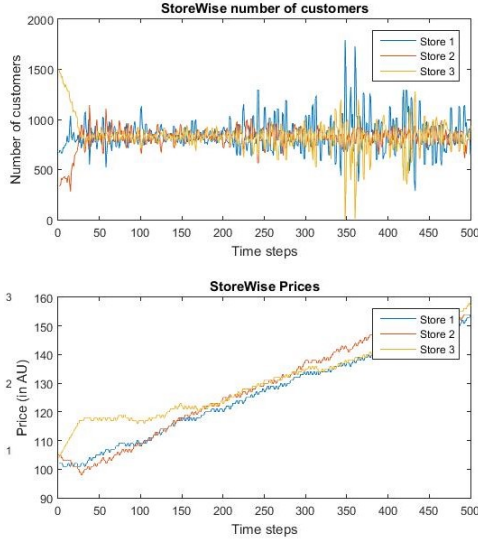 StoreWise number of customers
2000
1500
1000
500
0
Number of customers
Store 1
Store 2
Store 3
0 50 100 150 200 250 300 350 400 450 500
Time steps
StoreWise Prices
3
2
1
160
150
140
130
120
110
100
90
Price (in AU)
Store 1
Store 2
Store 3
0 50 100 150 200 250 300 350 400 450 500
Time steps